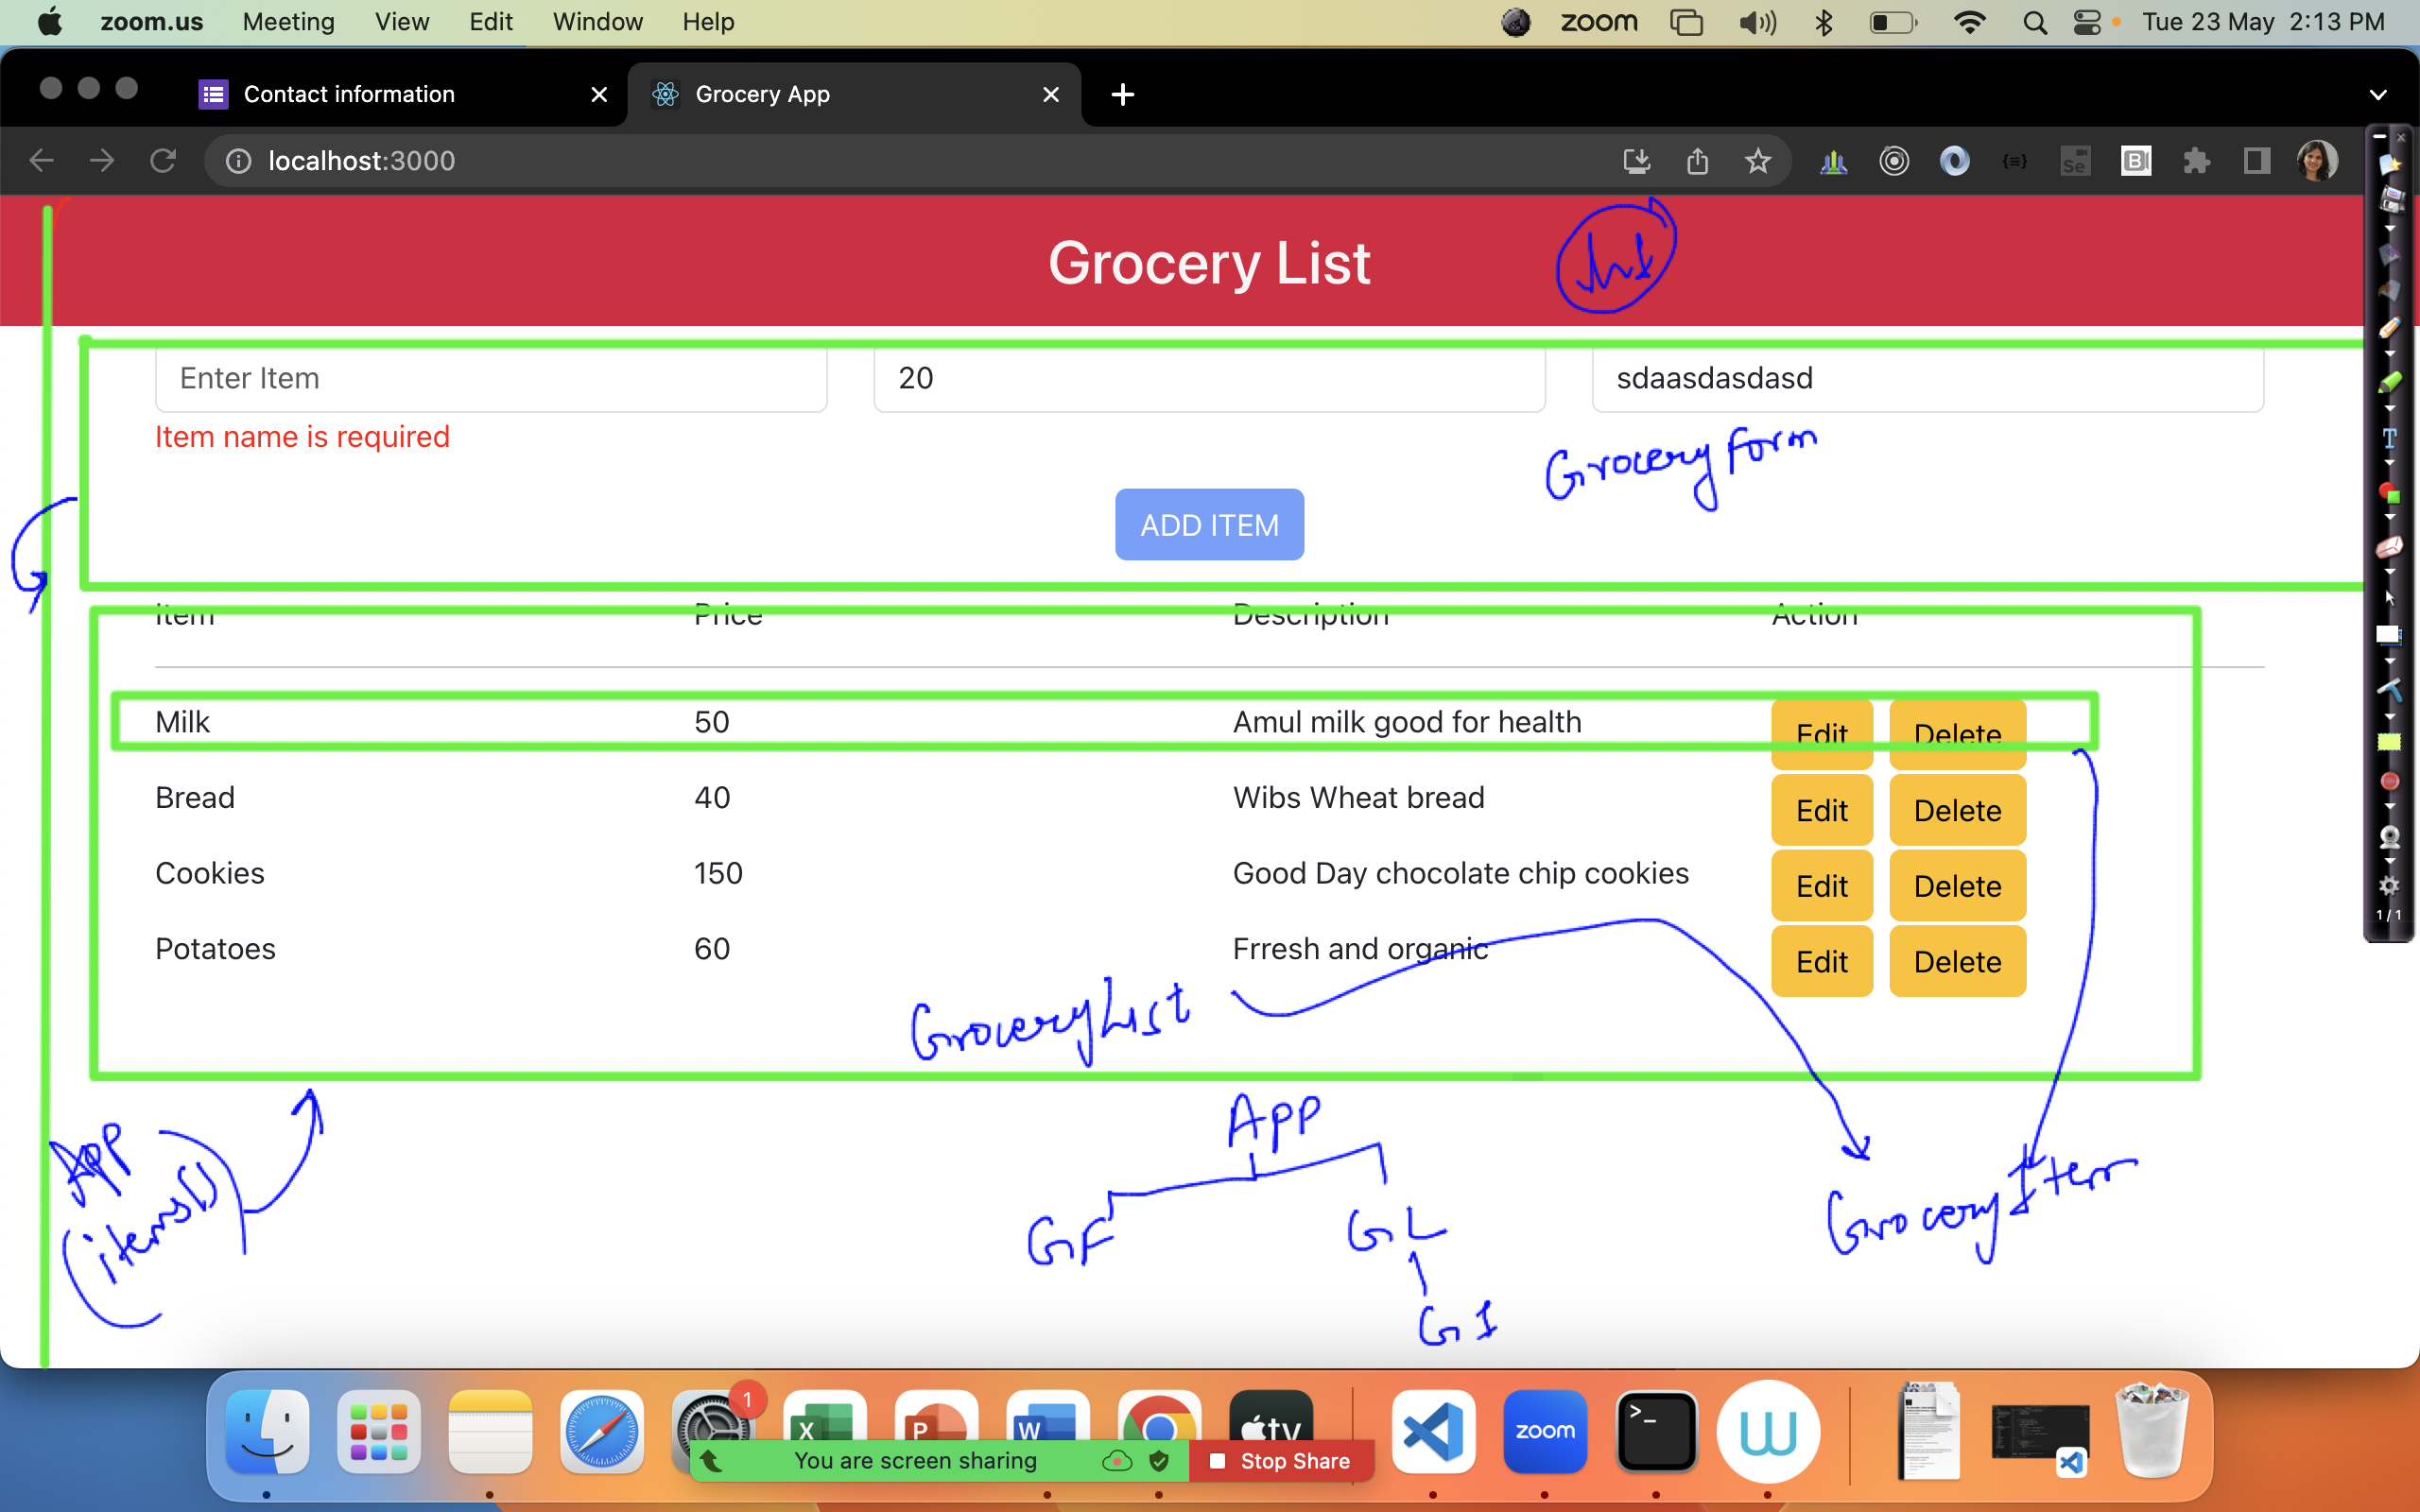 zoom.us Meeting View Edit Window Help zoom Tue 23 May 2:13 PM
Contact information Grocery App
localhost:3000
Se B
Grocery List
Enter Item 20 sdaasdasdasd
Item name is required
Grocery Form
ADD ITEM
Item Price Description Action
Milk 50 Amul milk good for health Edit Delete
Bread 40 Wibs Wheat bread Edit Delete
Cookies 150 Good Day chocolate chip cookies Edit Delete
Potatoes 60 Frresh and organic Edit Delete
1/1
GroceryList
App
App
(items[])
GroceryItem
GF GL
GI
1
X P W tv zoom >_ W
You are screen sharing Stop Share